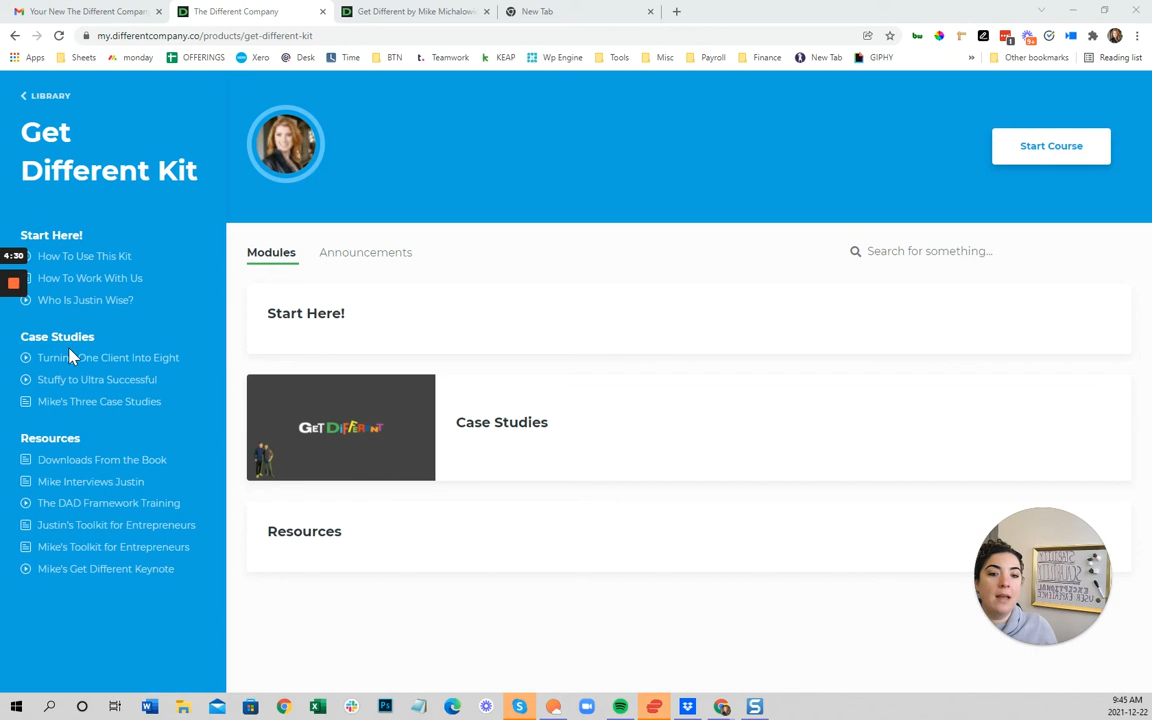 Your New The Different Company
The Different Company
Get Different by Mike Michalowi
New Tab
my.differentcompany.co/products/get-different-kit
Apps
Sheets
monday
OFFERINGS
Xero
Desk
Time
BTN
Teamwork
KEAP
Wp Engine
Tools
Misc
Payroll
Finance
New Tab
GIPHY
»
Other bookmarks
Reading list
LIBRARY
Get
Different Kit
Start Course
Start Here!
4:30
How To Use This Kit
How To Work With Us
Who Is Justin Wise?
Case Studies
Turnin One Client Into Eight
Stuffy to Ultra Successful
Mike's Three Case Studies
Resources
Downloads From the Book
Mike Interviews Justin
The DAD Framework Training
Justin's Toolkit for Entrepreneurs
Mike's Toolkit for Entrepreneurs
Mike's Get Different Keynote
Modules
Announcements
Search for something...
Start Here!
GET DIFFERENT
Case Studies
Resources
EXCEPTIONAL
USER EXPERIENCE
9:45 AM
2021-12-22